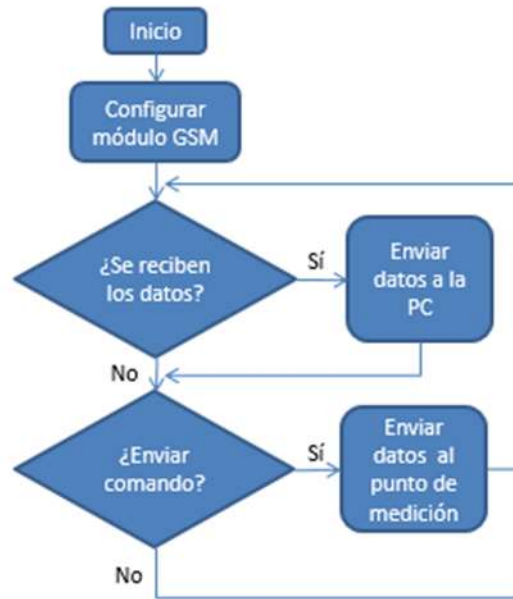 Inicio
Configurar
módulo GSM
¿Se reciben
los datos?
Sí
Enviar
datos a la
PC
No
¿Enviar
comando?
Sí
Enviar
datos al
punto de
medición
No